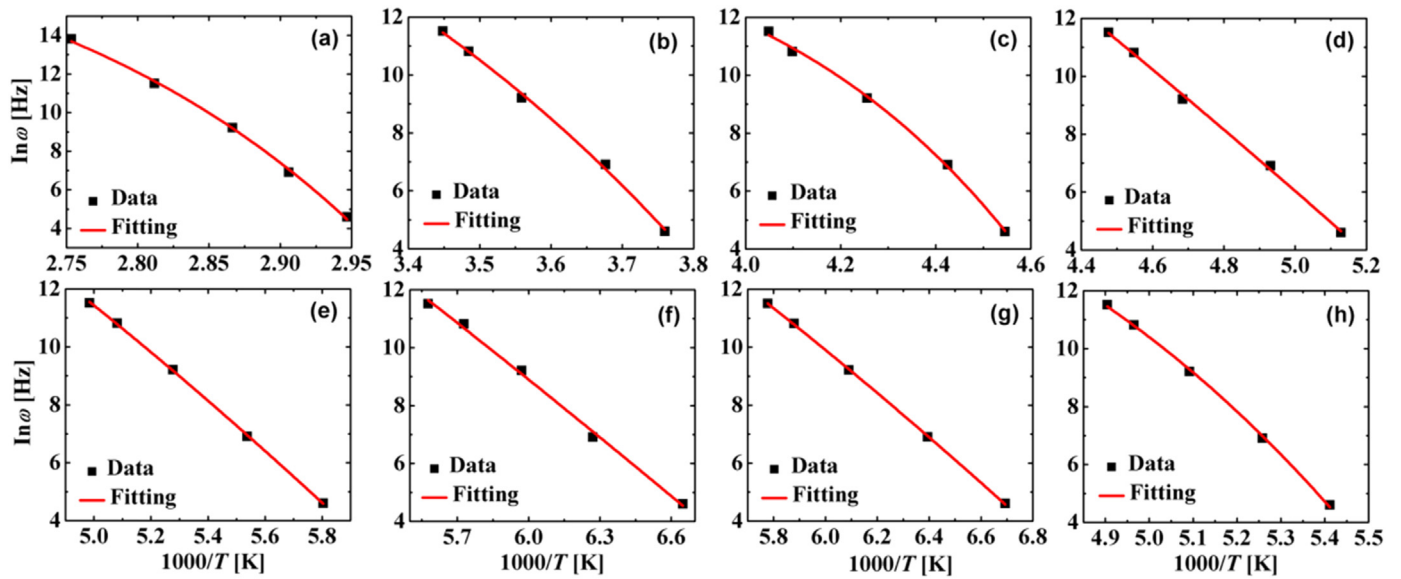 14
12
10
8
6
4
ln ω [Hz]
(a)
Data
Fitting
2.75 2.80 2.85 2.90 2.95
12
10
8
6
4
(b)
Data
Fitting
3.4 3.5 3.6 3.7 3.8
12
10
8
6
4
(c)
Data
Fitting
4.0 4.2 4.4 4.6
12
10
8
6
4
(d)
Data
Fitting
4.4 4.6 4.8 5.0 5.2
12
10
8
6
4
ln ω [Hz]
(e)
Data
Fitting
5.0 5.2 5.4 5.6 5.8
1000/T [K]
12
10
8
6
4
(f)
Data
Fitting
5.7 6.0 6.3 6.6
1000/T [K]
12
10
8
6
4
(g)
Data
Fitting
5.8 6.0 6.2 6.4 6.6 6.8
1000/T [K]
12
10
8
6
4
(h)
Data
Fitting
4.9 5.0 5.1 5.2 5.3 5.4 5.5
1000/T [K]